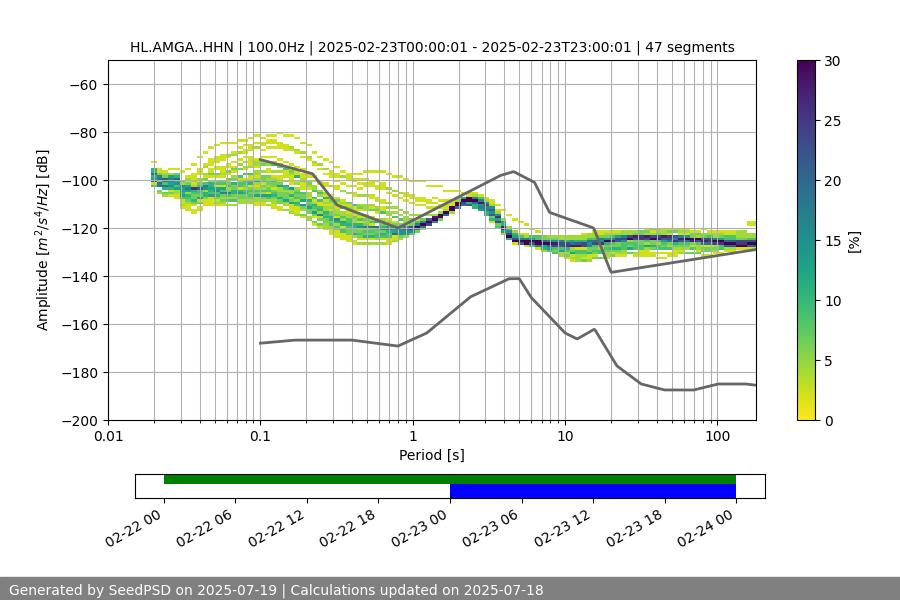 HL.AMGA..HHN | 100.0Hz | 2025-02-23T00:00:01 - 2025-02-23T23:00:01 | 47 segments
Amplitude [m²/s⁴/Hz] [dB]
−60
−80
−100
−120
−140
−160
−180
−200
0.01 0.1 1 10 100
Period [s]
30
25
20
15
10
5
0
[%]
02-22 00 02-22 06 02-22 12 02-22 18 02-23 00 02-23 06 02-23 12 02-23 18 02-24 00
Generated by SeedPSD on 2025-07-19 | Calculations updated on 2025-07-18